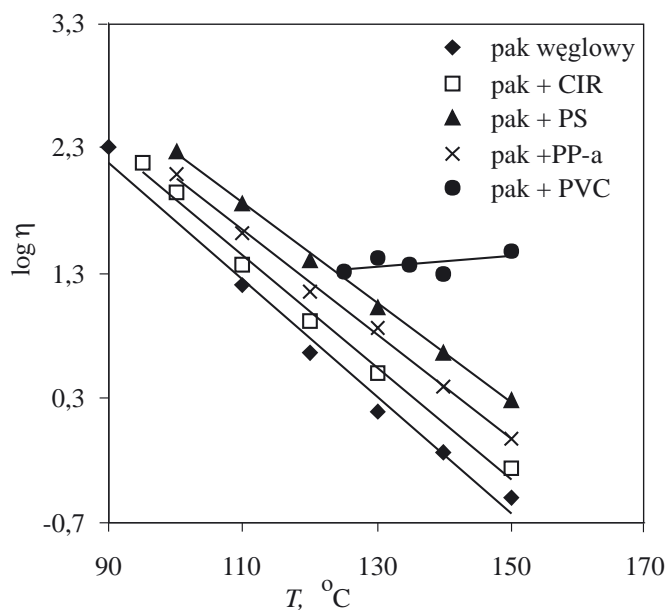 3,3
2,3
1,3
0,3
-0,7
log η
pak węglowy
pak + CIR
pak + PS
pak +PP-a
pak + PVC
90
110
130
150
170
T, °C